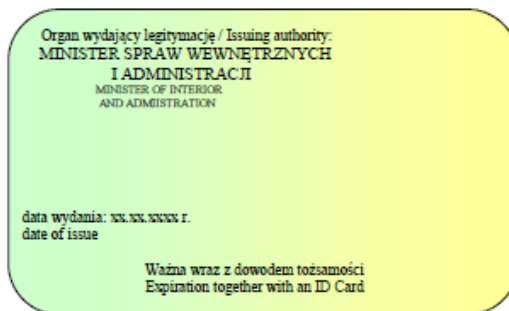 Organ wydający legitymację / Issuing authority:
MINISTER SPRAW WEWNĘTRZNYCH
I ADMINISTRACJI
MINISTER OF INTERIOR
AND ADMIISTRATION
data wydania: xx.xx.xxxx r.
date of issue
Ważna wraz z dowodem tożsamości
Expiration together with an ID Card